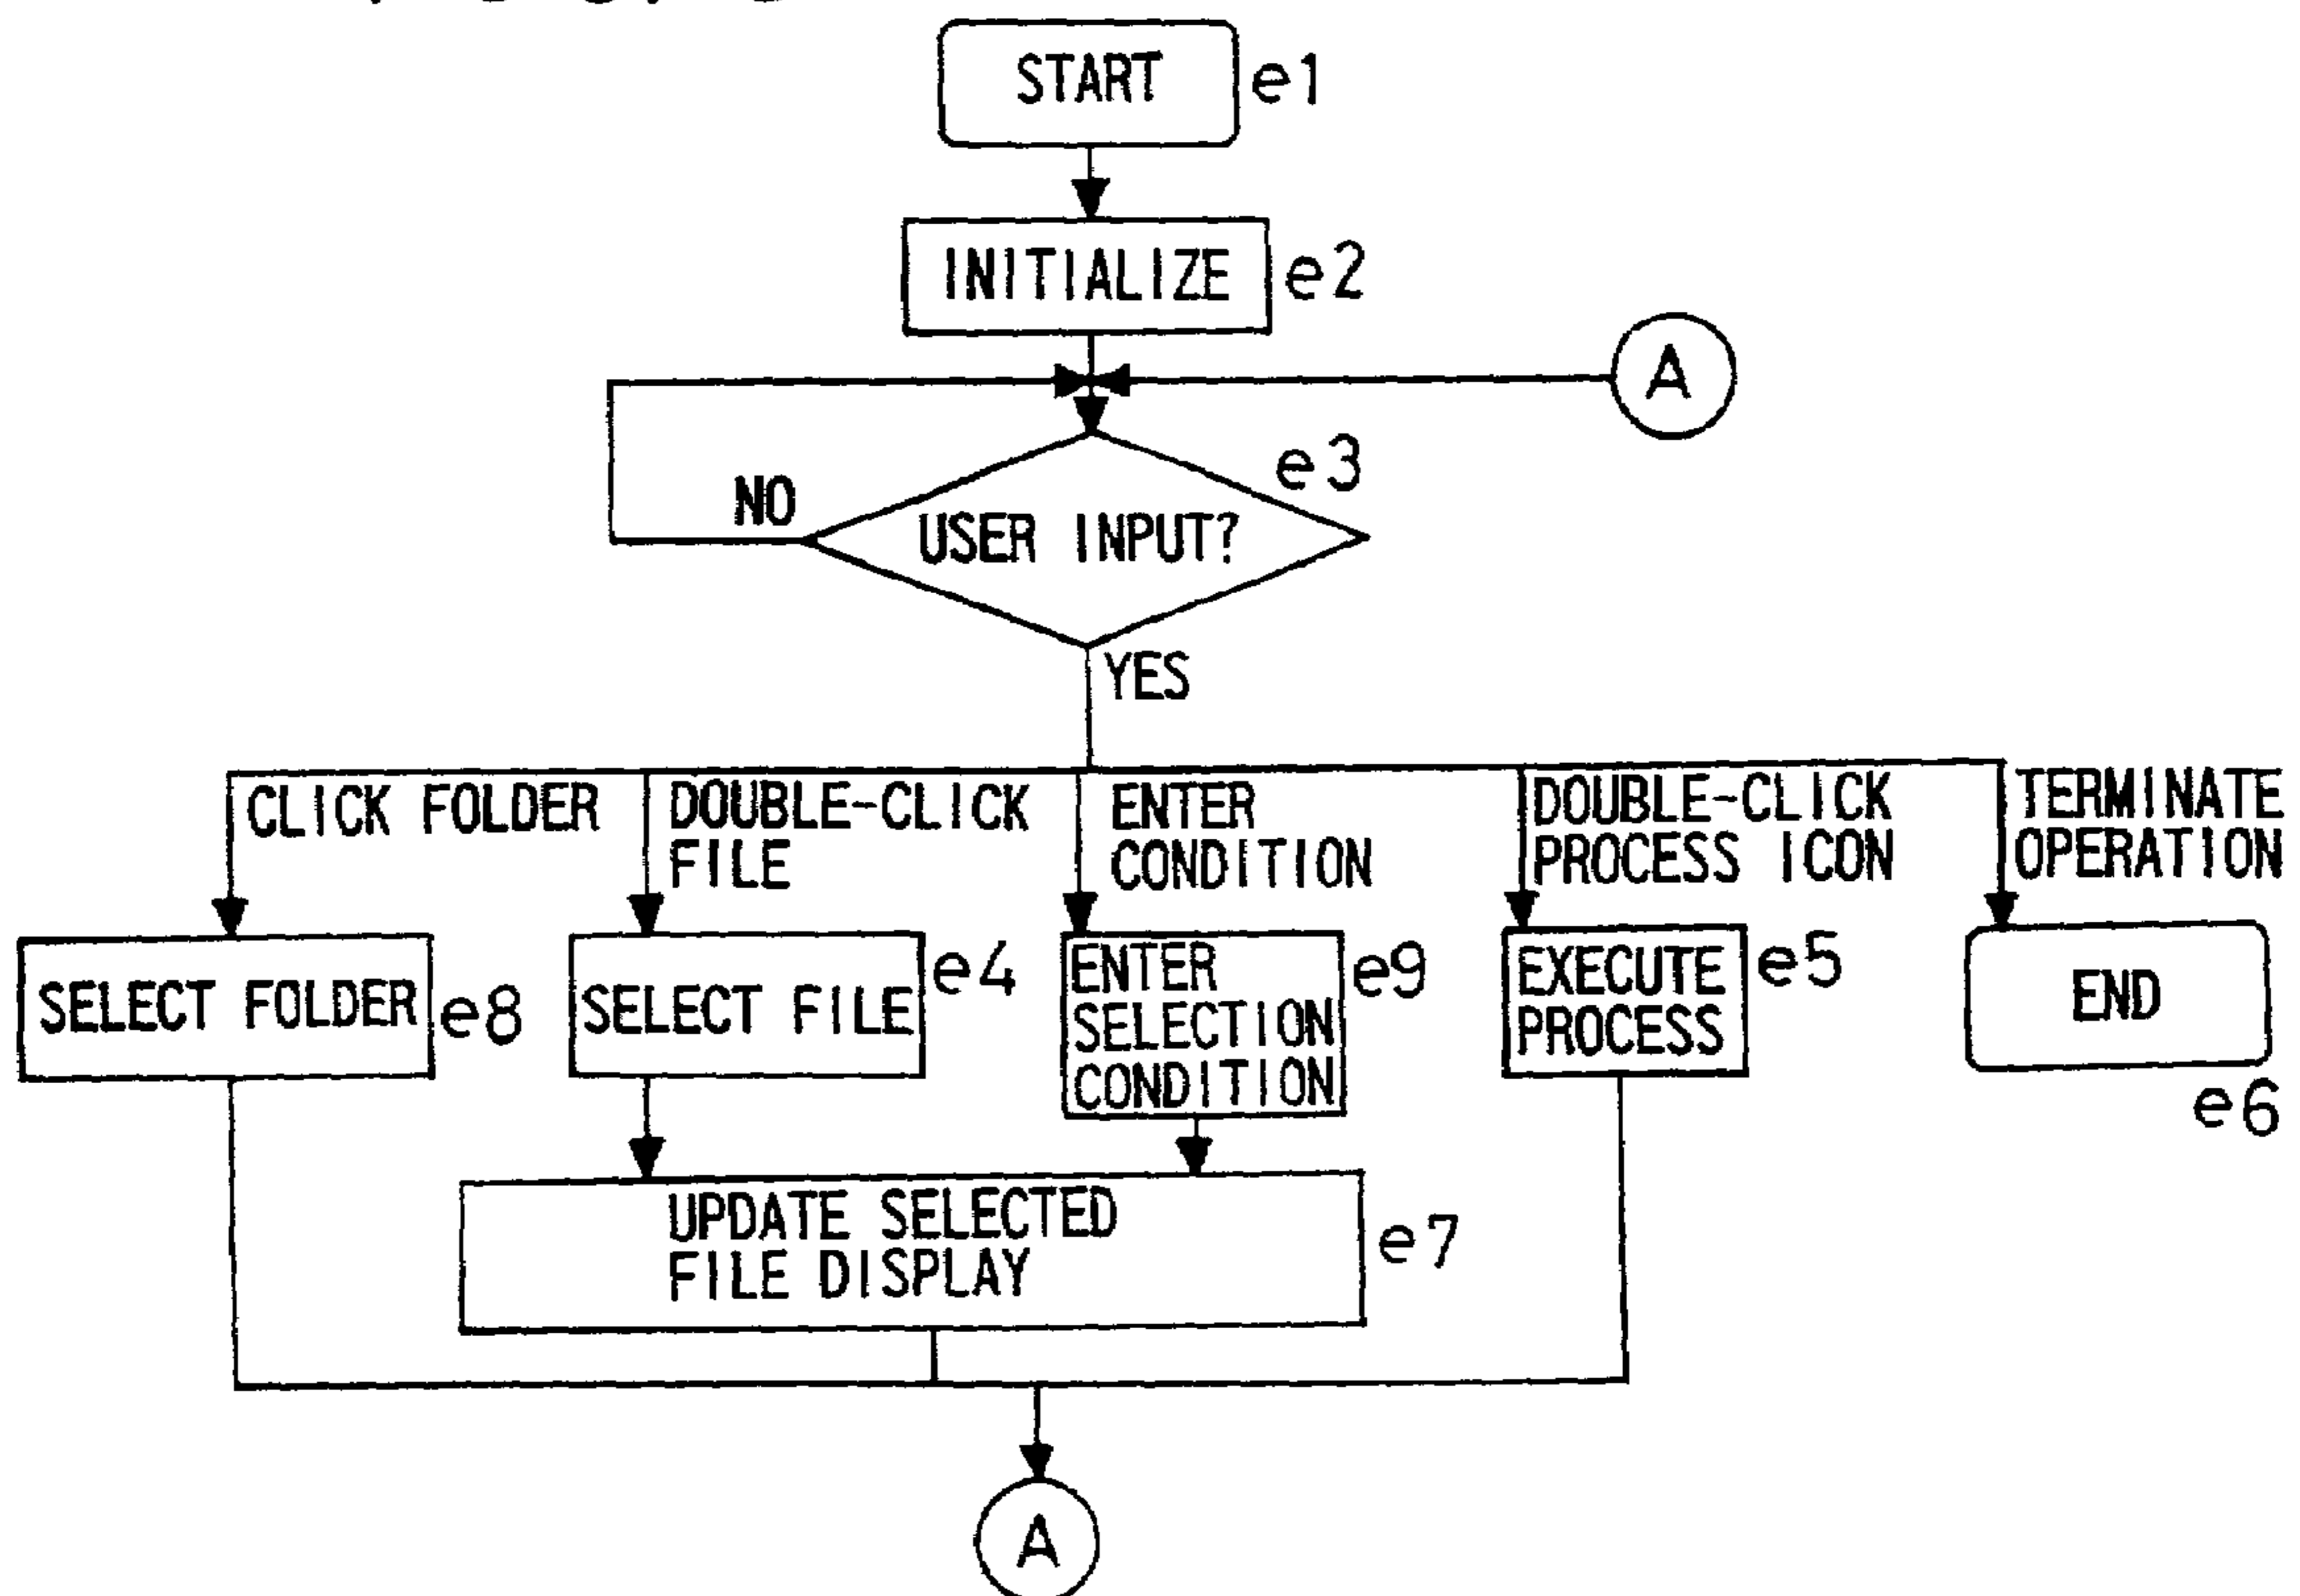 START e1
INITIALIZE e2
A
e3
NO
USER INPUT?
YES
CLICK FOLDER
DOUBLE-CLICK
FILE
ENTER
CONDITION
DOUBLE-CLICK
PROCESS ICON
TERMINATE
OPERATION
SELECT FOLDER e8
SELECT FILE e4
ENTER
SELECTION
CONDITION
e9
EXECUTE
PROCESS
e5
END
e6
UPDATE SELECTED
FILE DISPLAY
e7
A